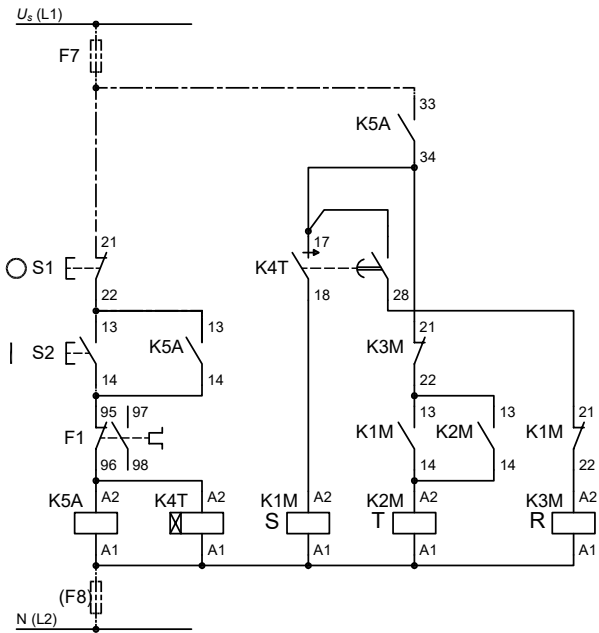 Us (L1)
F7
33
K5A
34
17
K4T
18
28
21
S1
22
13
S2
14
13
K5A
14
21
K3M
22
13
K1M
14
13
K2M
14
21
K1M
22
95
97
F1
96
98
K5A
A2
A1
K4T
A2
A1
K1M
S
A2
A1
K2M
T
A2
A1
K3M
R
A2
A1
(F8)
N (L2)